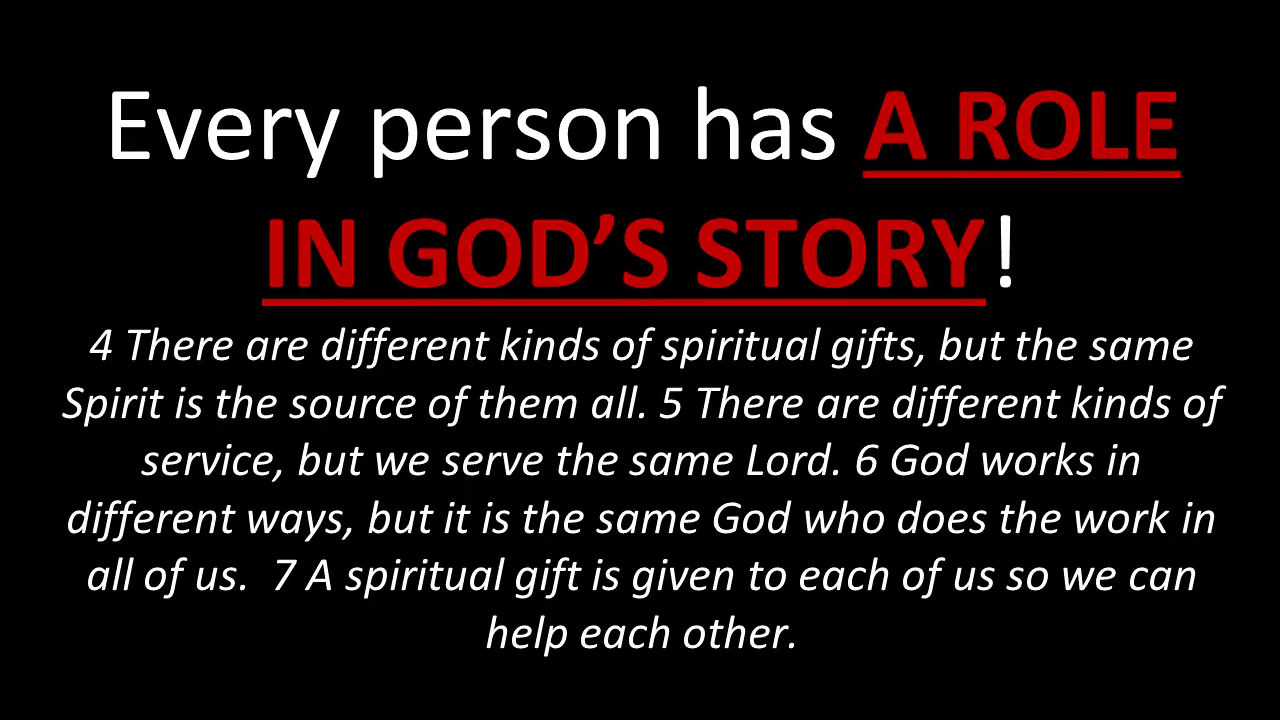 Every person has A ROLE
IN GOD’S STORY!
4 There are different kinds of spiritual gifts, but the same
Spirit is the source of them all. 5 There are different kinds of
service, but we serve the same Lord. 6 God works in
different ways, but it is the same God who does the work in
all of us.  7 A spiritual gift is given to each of us so we can
help each other.